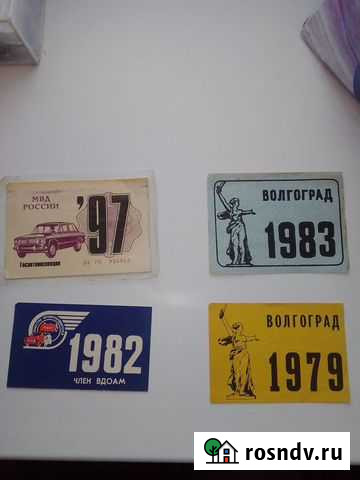 МВД
РОССИИ
'97
Госавтоинспекция
ВОЛГОГРАД
1983
1982
ЧЛЕН ВДОАМ
ВОЛГОГРАД
1979
rosndv.ru